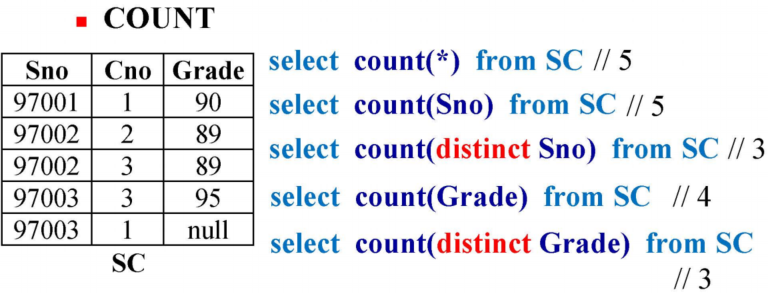 COUNT
Sno Cno Grade
97001 1 90
97002 2 89
97002 3 89
97003 3 95
97003 1 null
SC
select count(*) from SC // 5
select count(Sno) from SC // 5
select count(distinct Sno) from SC // 3
select count(Grade) from SC // 4
select count(distinct Grade) from SC
// 3